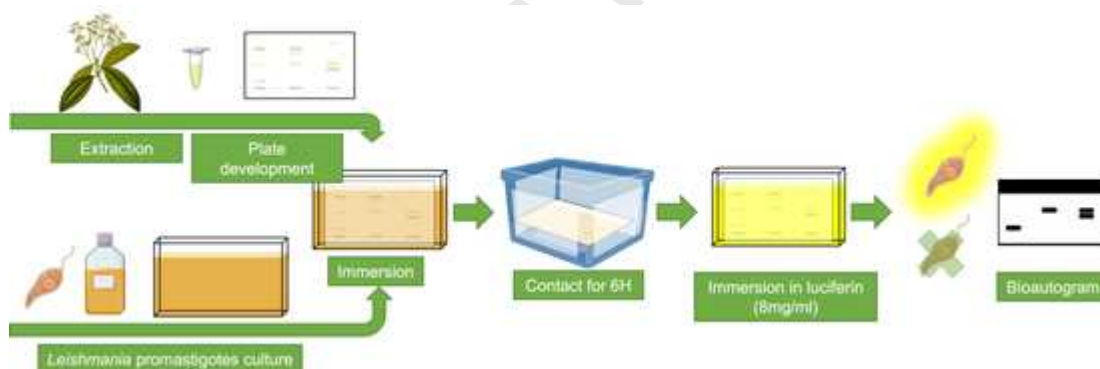 Extraction
Plate
development
Immersion
Leishmania promastigotes culture
Contact for 6H
Immersion in luciferin
(8mg/ml)
Bioautogram